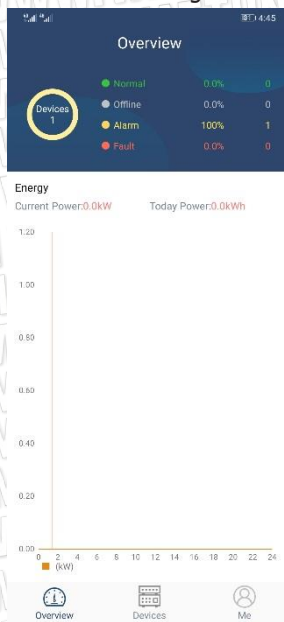 4:45
Overview
Devices
1
Normal 0.0% 0
Offline 0.0% 0
Alarm 100% 1
Fault 0.0% 0
Energy
Current Power:0.0kW Today Power:0.0kWh
1.20
1.00
0.80
0.60
0.40
0.20
0.00
0 2 4 6 8 10 12 14 16 18 20 22 24
(kW)
Overview Devices Me